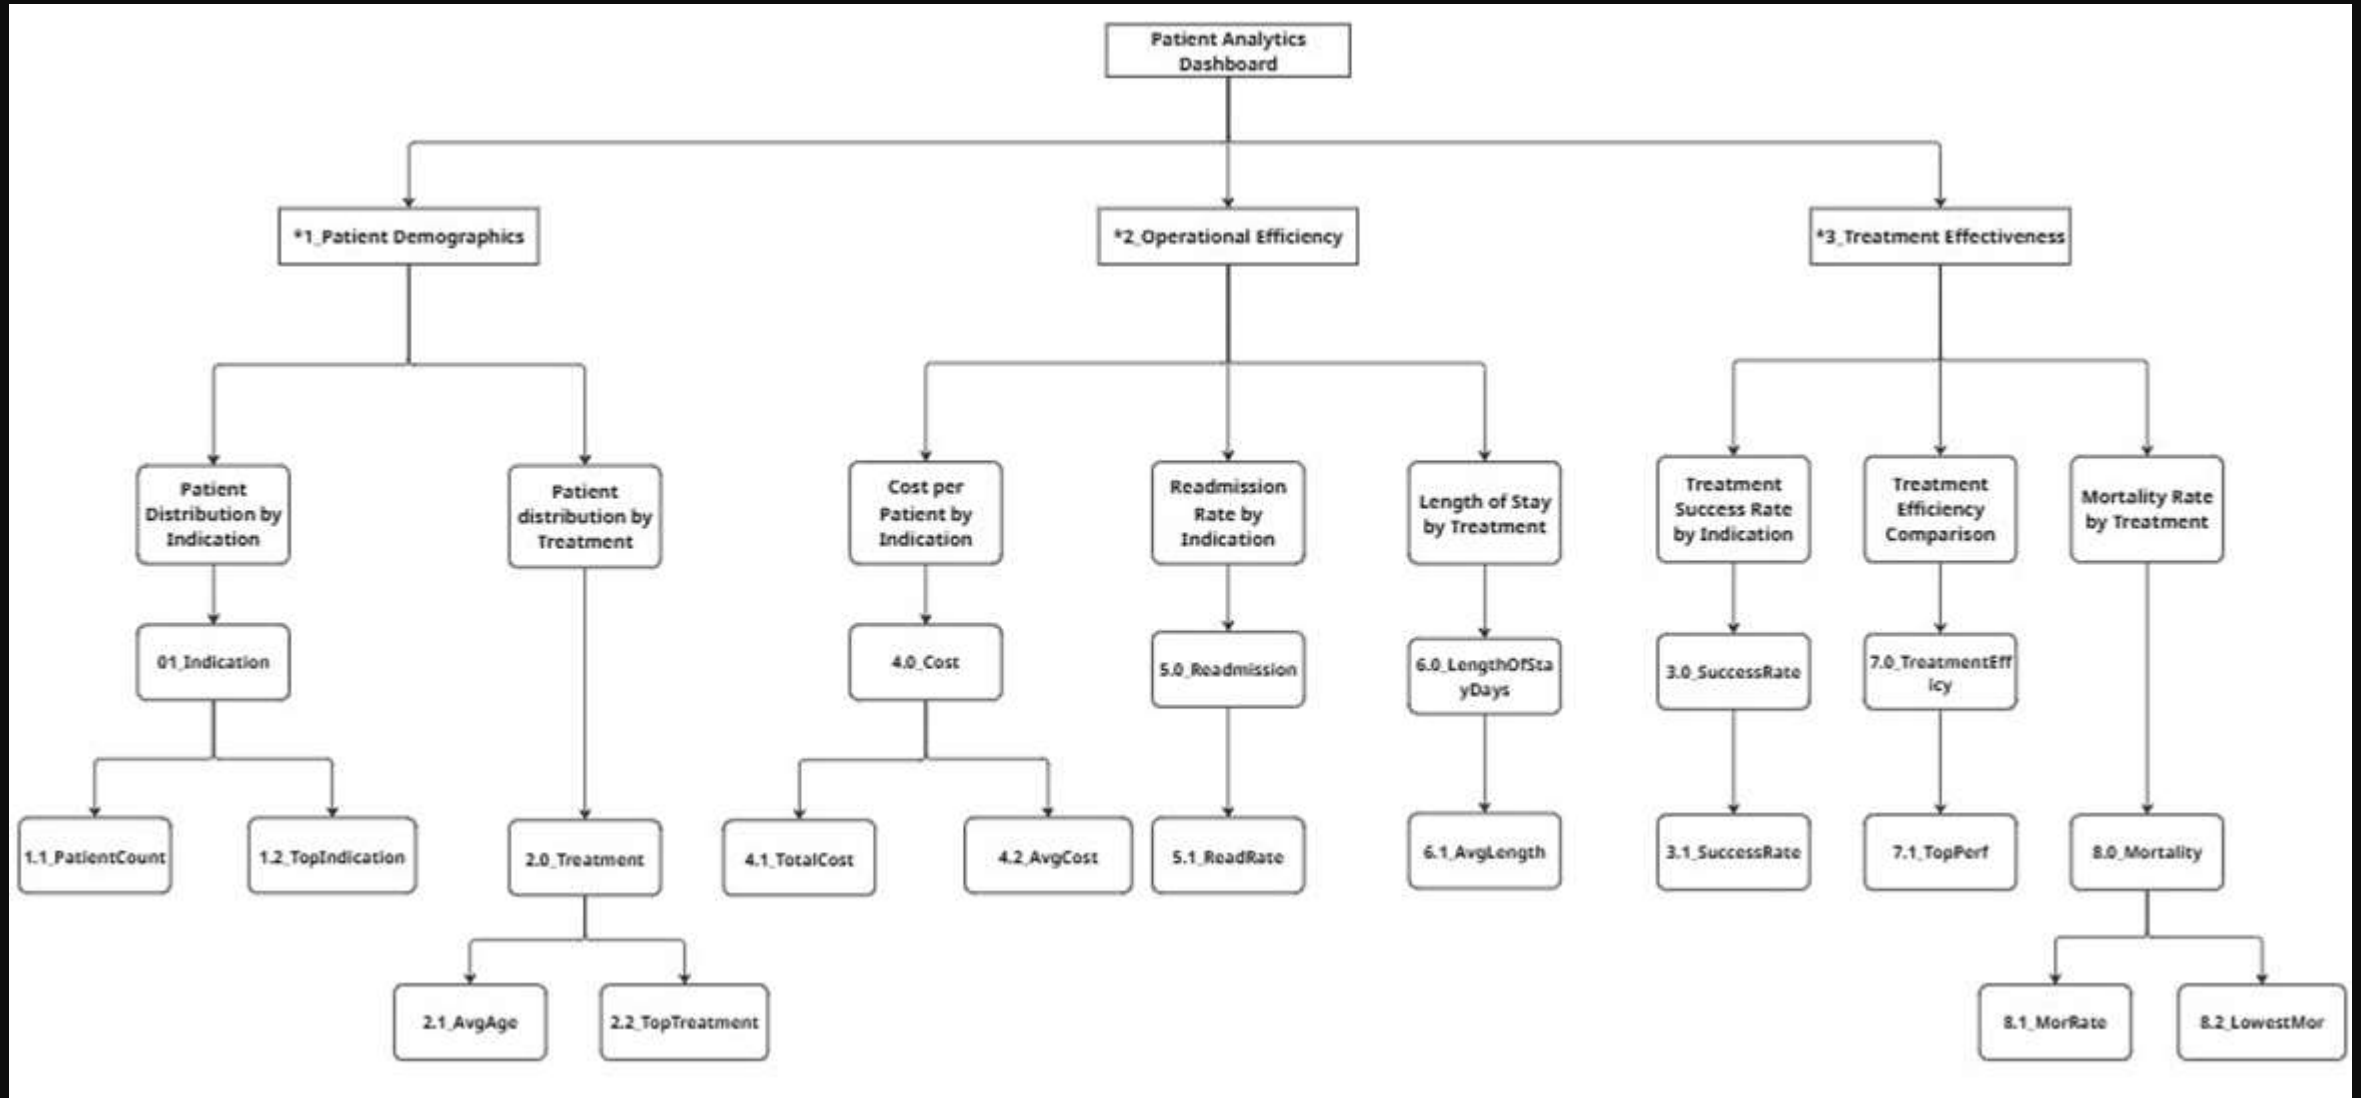 Patient Analytics
Dashboard
*1_Patient Demographics
*2_Operational Efficiency
*3_Treatment Effectiveness
Patient
Distribution by
Indication
Patient
distribution by
Treatment
Cost per
Patient by
Indication
Readmission
Rate by
Indication
Length of Stay
by Treatment
Treatment
Success Rate
by Indication
Treatment
Efficiency
Comparison
Mortality Rate
by Treatment
01_Indication
4.0_Cost
5.0_Readmission
6.0_LengthOfSta
yDays
3.0_SuccessRate
7.0_TreatmentEff
icy
1.1_PatientCount
1.2_TopIndication
2.0_Treatment
4.1_TotalCost
4.2_AvgCost
5.1_ReadRate
6.1_AvgLength
3.1_SuccessRate
7.1_TopPerf
8.0_Mortality
2.1_AvgAge
2.2_TopTreatment
8.1_MorRate
8.2_LowestMor